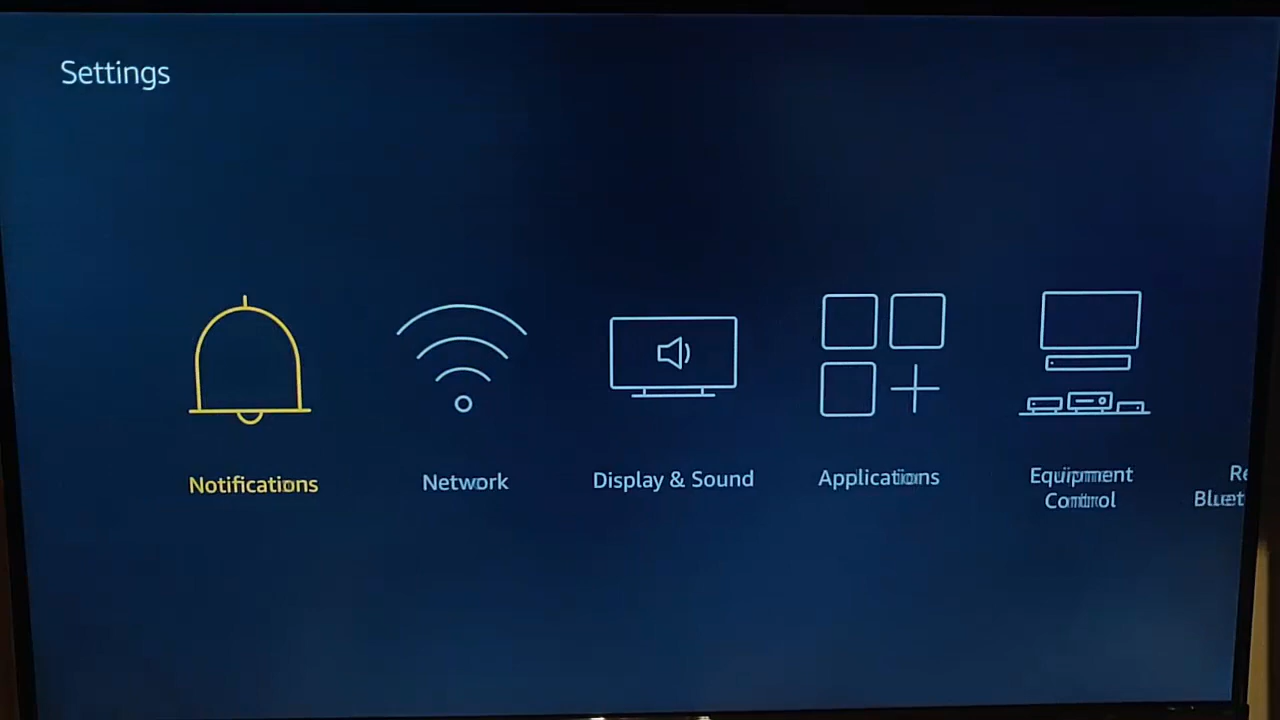 Settings
Notifications
Network
Display & Sound
Applications
Equipment
Control